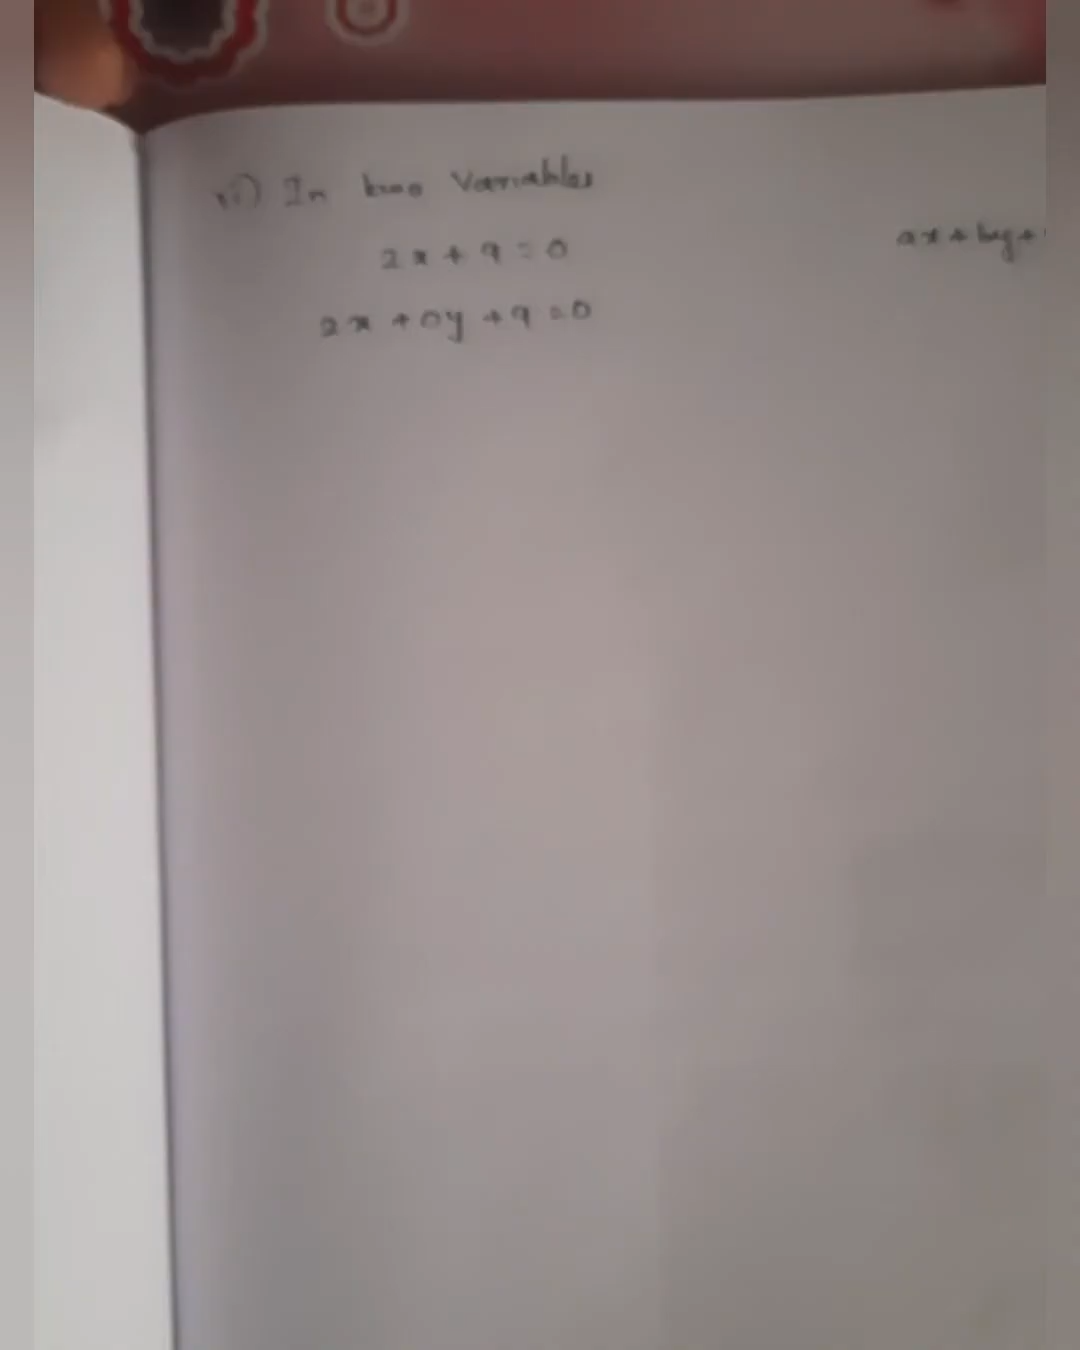 ii) In two Variables
2x + 9 = 0
ax + by +
2x + 0y + 9 = 0